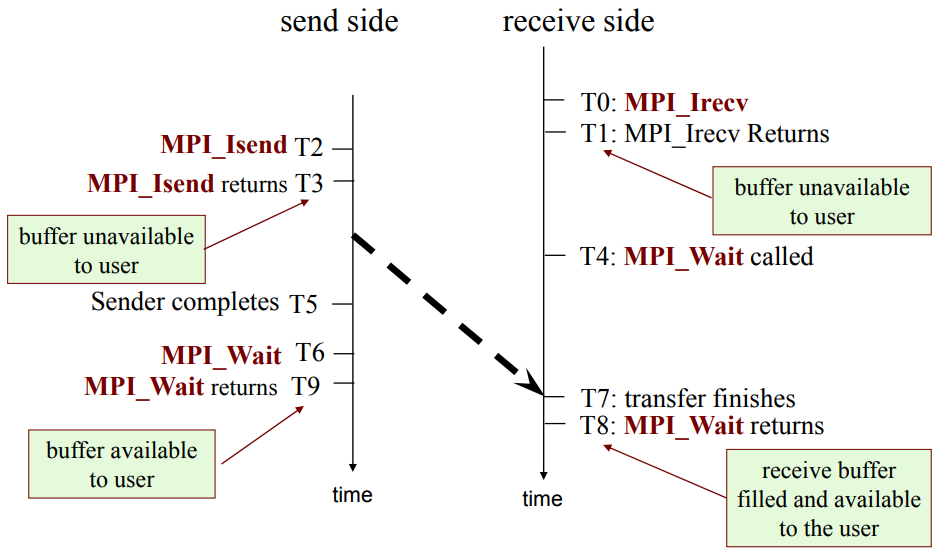 send side
receive side
T0: MPI_Irecv
MPI_Isend T2
T1: MPI_Irecv Returns
MPI_Isend returns T3
buffer unavailable
to user
buffer unavailable
to user
T4: MPI_Wait called
Sender completes T5
MPI_Wait T6
MPI_Wait returns T9
T7: transfer finishes
T8: MPI_Wait returns
buffer available
to user
receive buffer
filled and available
to the user
time
time